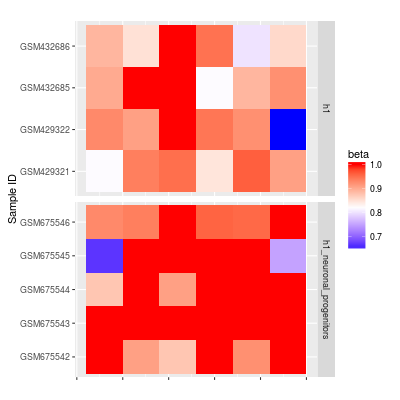 GSM432686
GSM432685
GSM429322
GSM429321
h1
GSM675546
GSM675545
GSM675544
GSM675543
GSM675542
h1_neuronal_progenitors
Sample ID
beta
1.0
0.9
0.8
0.7